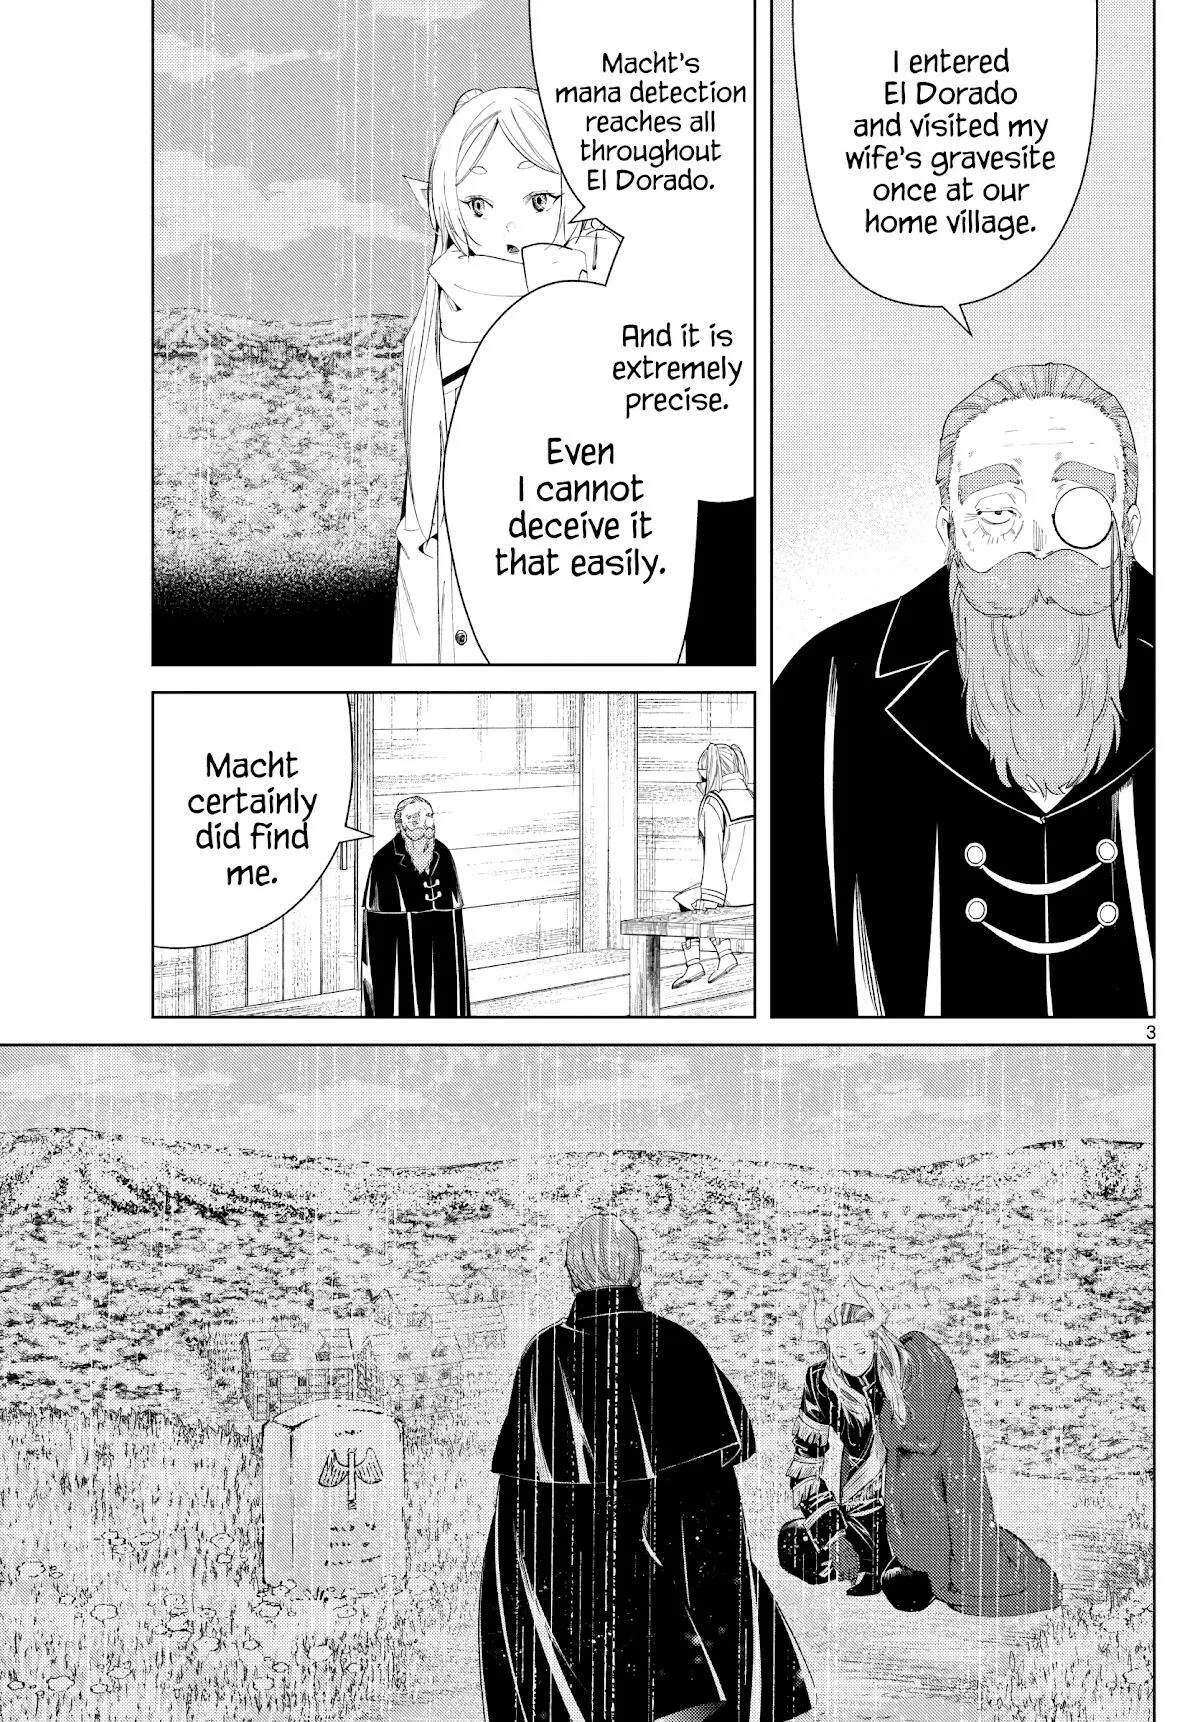 I entered
El Dorado
and visited my
wife's gravesite
once at our
home village.
Macht's
mana detection
reaches all
throughout
El Dorado.
And it is
extremely
precise.
Even
I cannot
deceive it
that easily.
Macht
certainly
did find
me.
3